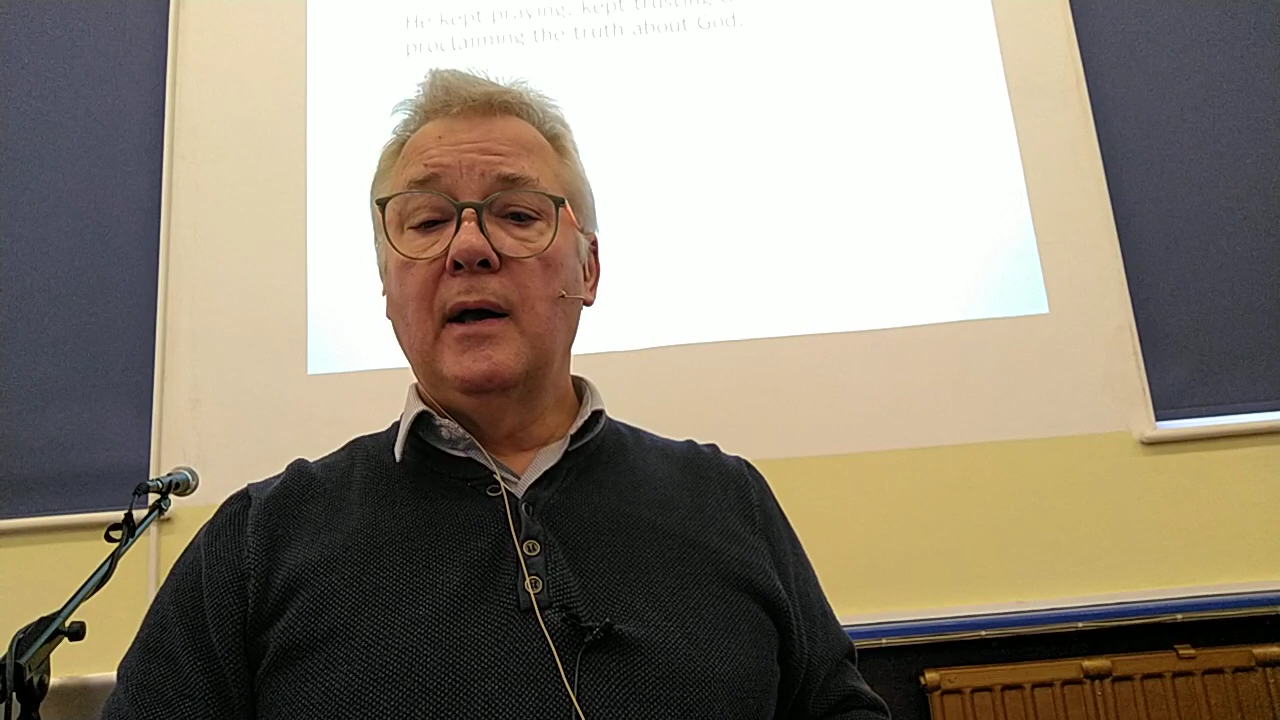 He kept praying, kept trusting
proclaiming the truth about God.